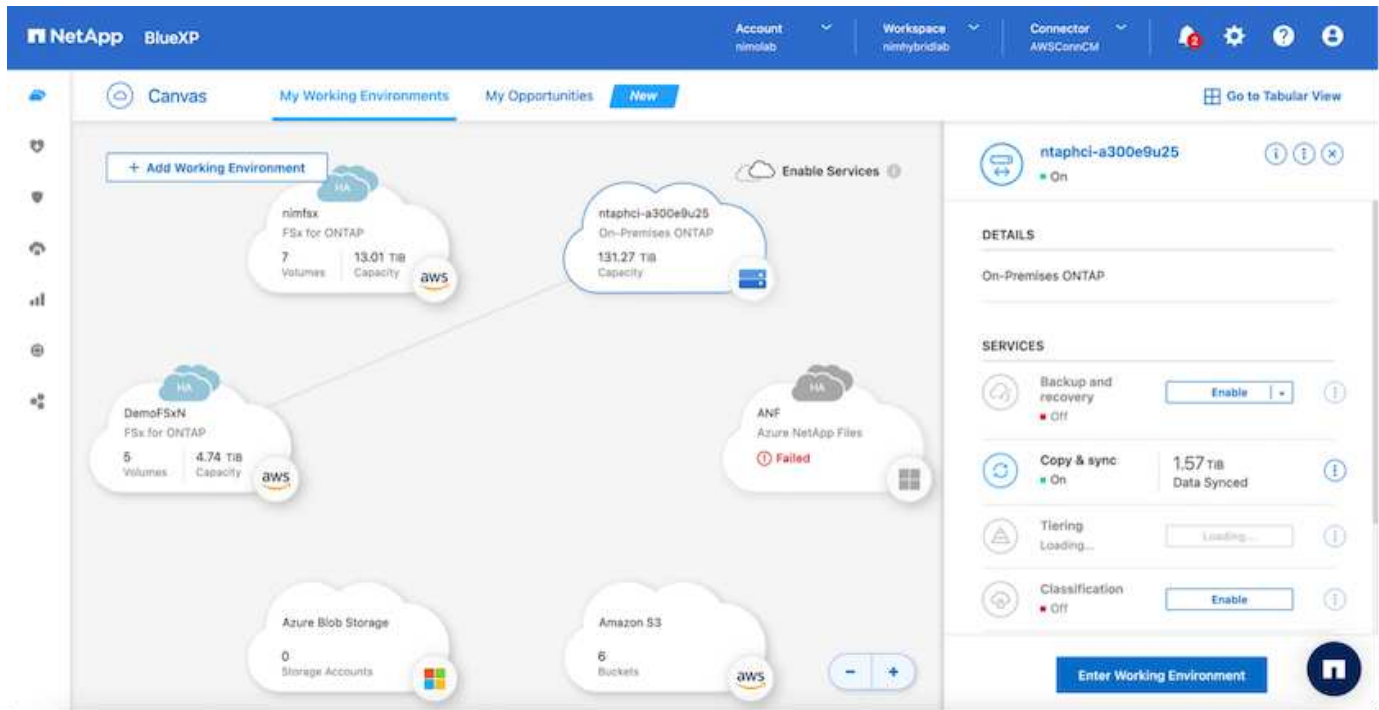 NetApp BlueXP
Account
nimolab
Workspace
nimhybridlab
Connector
AWSConnCM
2
Canvas
My Working Environments
My Opportunities
New
Go to Tabular View
+ Add Working Environment
Enable Services
HA
nimfsx
FSx for ONTAP
7
Volumes
13.01 TiB
Capacity
aws
ntaphci-a300e9u25
On-Premises ONTAP
131.27 TiB
Capacity
HA
DemoFSxN
FSx for ONTAP
5
Volumes
4.74 TiB
Capacity
aws
HA
ANF
Azure NetApp Files
Failed
Azure Blob Storage
0
Storage Accounts
Amazon S3
6
Buckets
aws
- +
ntaphci-a300e9u25
On
DETAILS
On-Premises ONTAP
SERVICES
Backup and
recovery
Off
Enable
Copy & sync
On
1.57 TiB
Data Synced
Tiering
Loading...
Loading...
Classification
Off
Enable
Enter Working Environment